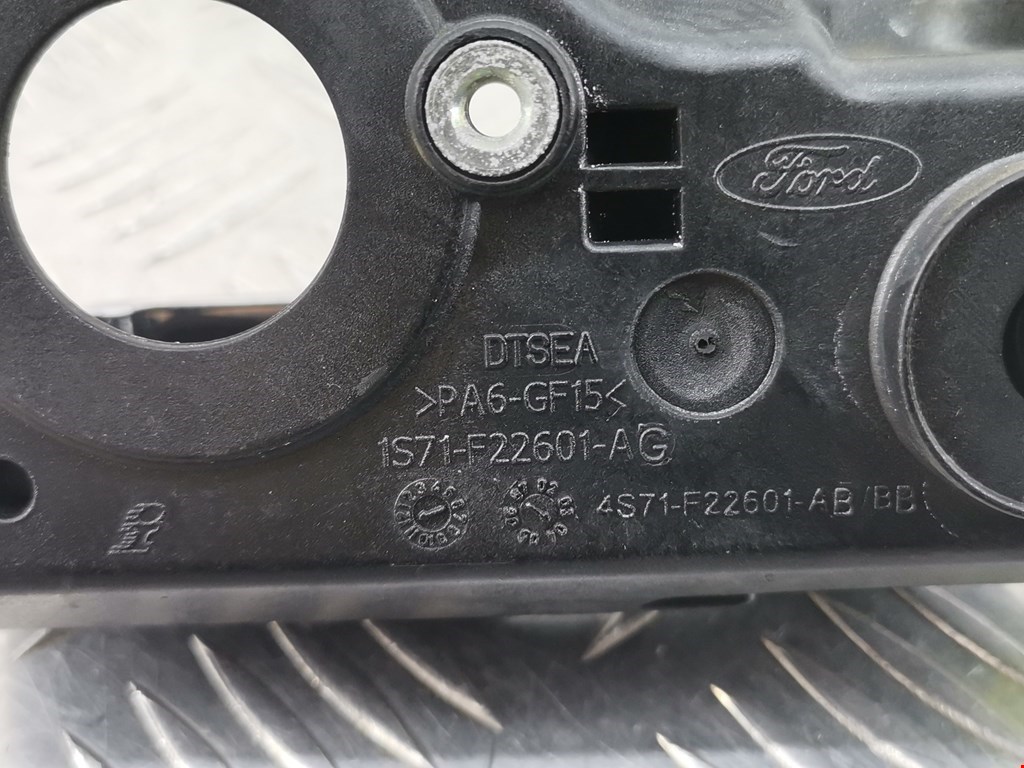 Ford
DTSEA
>PA6-GF15<
1S71-F22601-AG
4S71-F22601-AB/BB